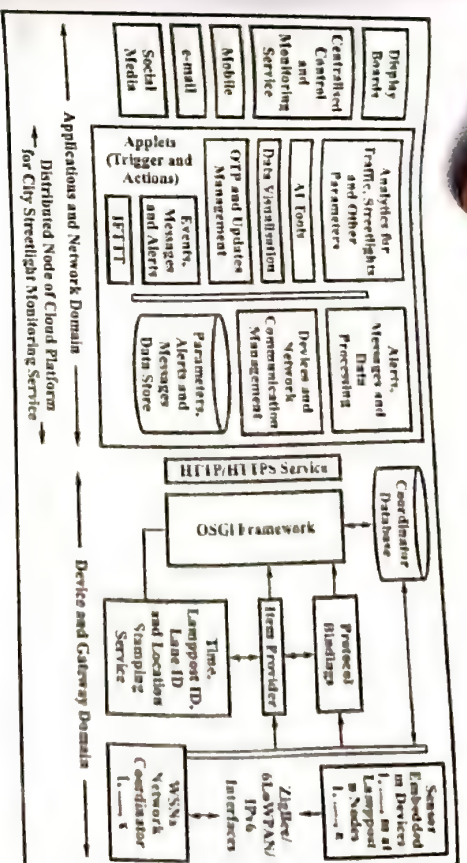 Display
Boards
Centralised
Control
and
Monitoring
Service
Mobile
e-mail
Social
Media
Analytics for
Traffic, Streetlights
and Other
Parameters
AI Tools
Data Visualisation
OTP and Updates
Management
Applets
(Trigger and
Actions)
Events,
Messages
and Alerts
IFTTT
Alerts,
Messages and
Data
Processing
Devices and
Network
Communication
Management
Parameters,
Alerts and
Messages
Data Store
HTTP/HTTPS Service
OSGI Framework
Coordinator
Database
Protocol
Bindings
Item Provider
Time,
Lamppost ID,
Lane ID
and Location
Stamping
Service
Sensor
Embedded
m Devices
1, — m at
Lamppost
n Nodes
1, — n
ZigBee/
6LoWPAN/
IPv6
Interfaces
WSNs
Network
Coordinator
1, — x
Applications and Network Domain
Device and Gateway Domain
Distributed Node of Cloud Platform
for City Streetlight Monitoring Service